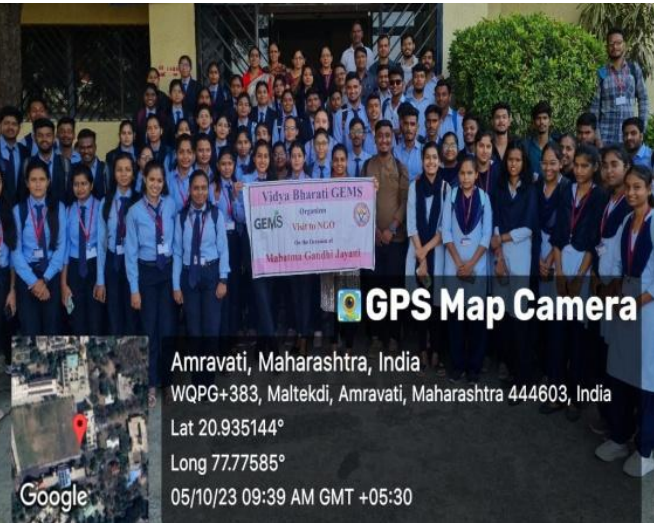 Vidya Bharati GEMS
Organizes
GEMS
Visit to NGO
On the Occasion of
Mahatma Gandhi Jayanti
GPS Map Camera
Amravati, Maharashtra, India
WQPG+383, Maltekdi, Amravati, Maharashtra 444603, India
Lat 20.935144°
Long 77.77585°
05/10/23 09:39 AM GMT +05:30
Google